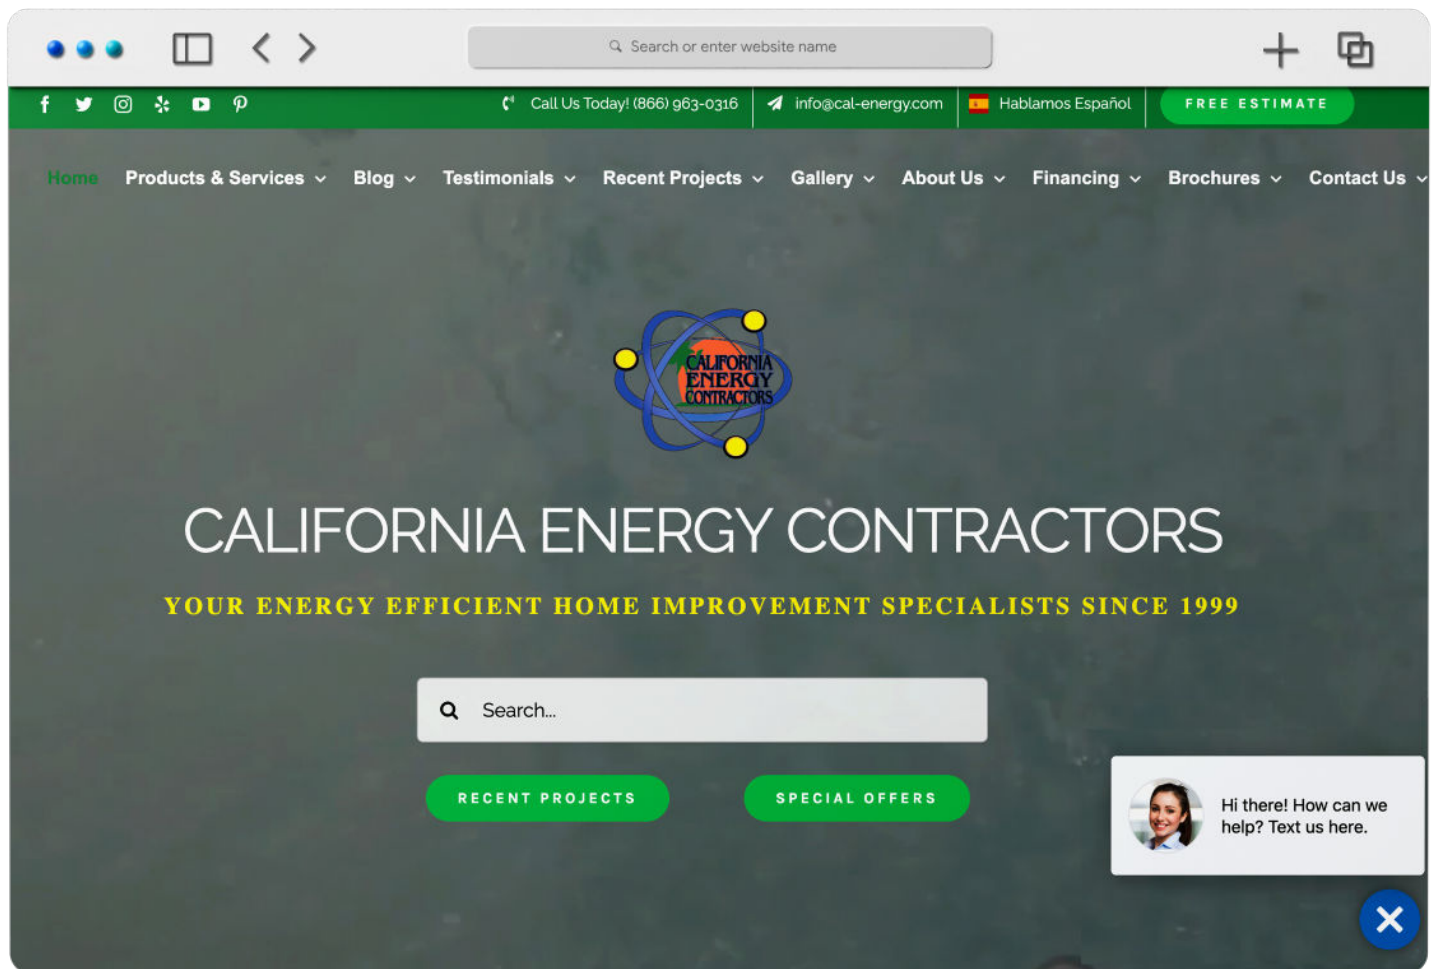 Search or enter website name
Call Us Today! (866) 963-0316 info@cal-energy.com Hablamos Español FREE ESTIMATE
Home Products & Services Blog Testimonials Recent Projects Gallery About Us Financing Brochures Contact Us
CALIFORNIA
ENERGY
CONTRACTORS
CALIFORNIA ENERGY CONTRACTORS
YOUR ENERGY EFFICIENT HOME IMPROVEMENT SPECIALISTS SINCE 1999
Search...
RECENT PROJECTS SPECIAL OFFERS
Hi there! How can we
help? Text us here.